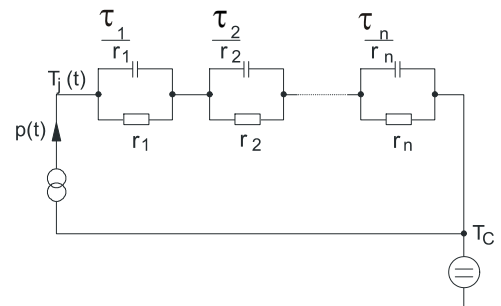 τ1 τ2 τn
r1 r2 rn
Tj (t)
p(t)
r1 r2 rn
TC